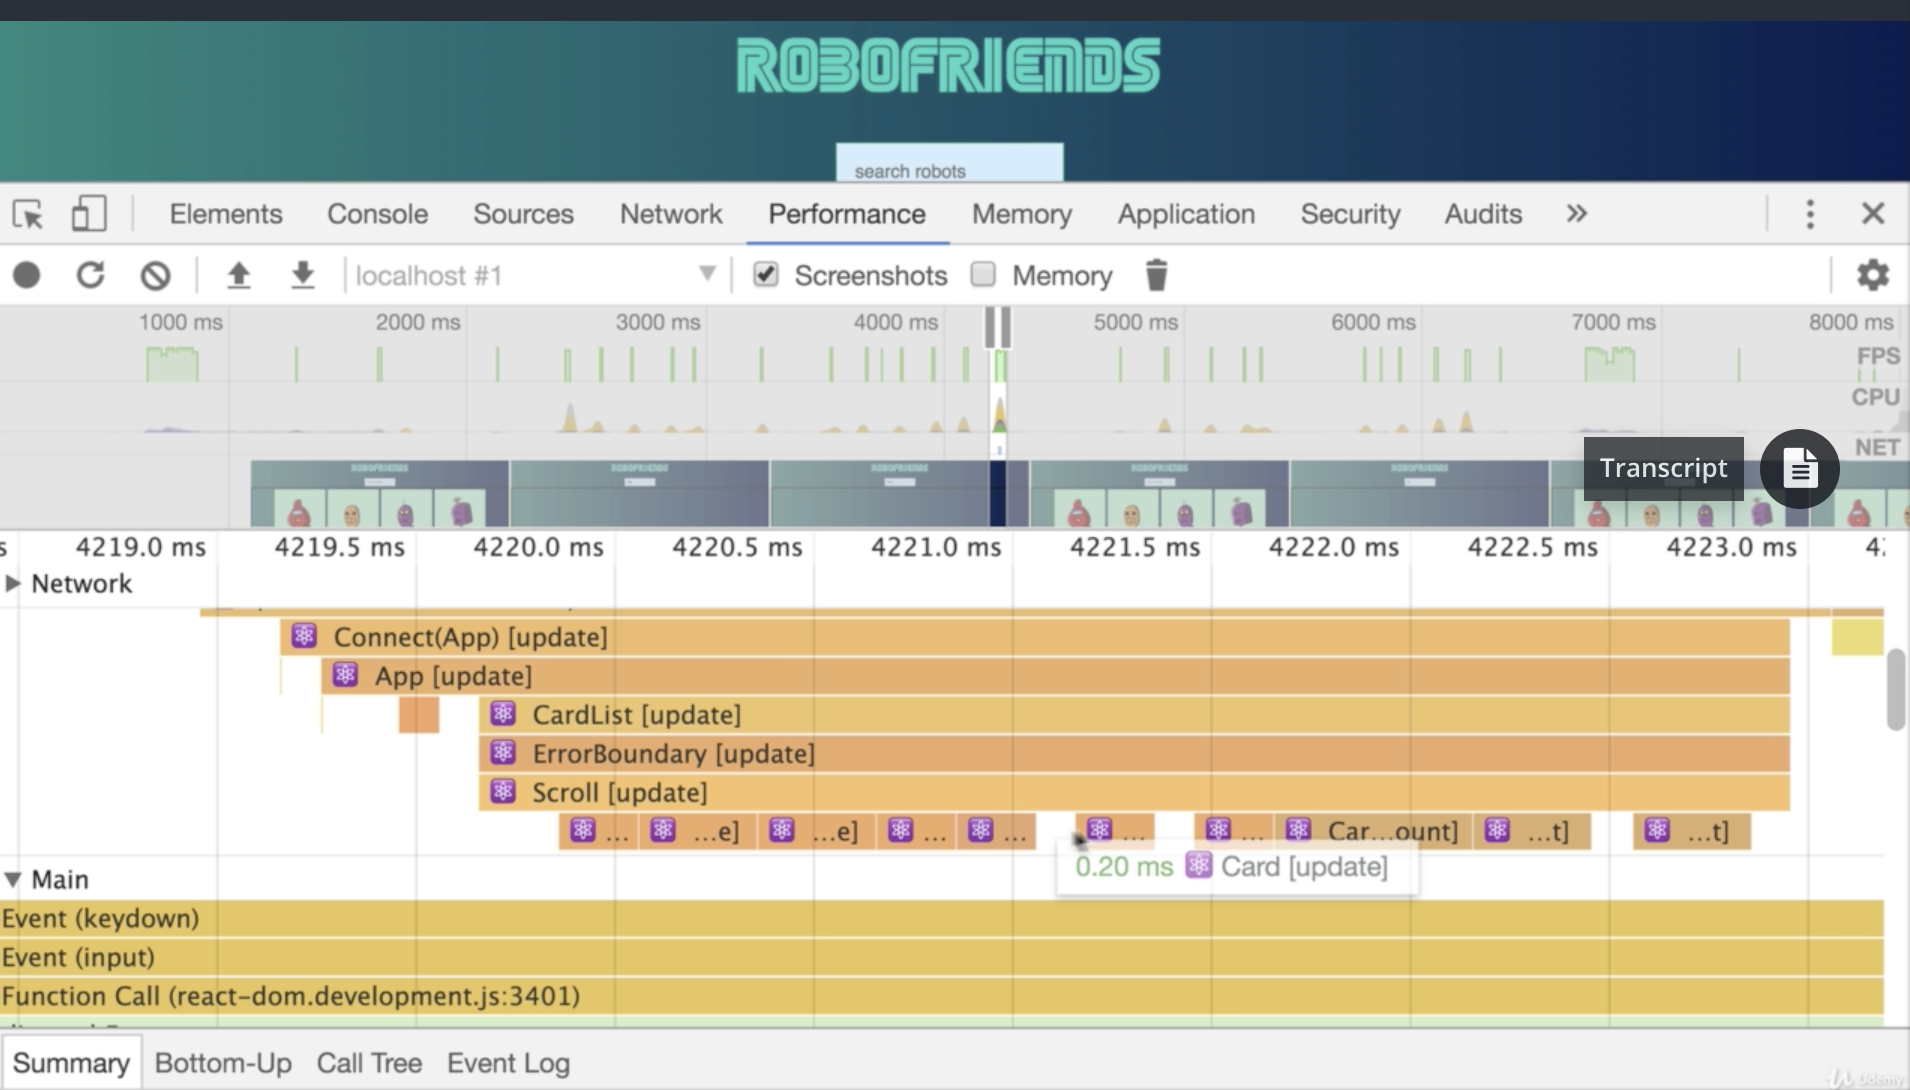 ROBOFRIENDS
search robots
Elements Console Sources Network Performance Memory Application Security Audits »
localhost #1 Screenshots Memory
1000 ms 2000 ms 3000 ms 4000 ms 5000 ms 6000 ms 7000 ms 8000 ms
FPS
CPU
NET
Transcript
ROBOFRIENDS ROBOFRIENDS ROBOFRIENDS ROBOFRIENDS ROBOFRIENDS
s 4219.0 ms 4219.5 ms 4220.0 ms 4220.5 ms 4221.0 ms 4221.5 ms 4222.0 ms 4222.5 ms 4223.0 ms
Network
Connect(App) [update]
App [update]
CardList [update]
ErrorBoundary [update]
Scroll [update]
... ...e] ...e] ... ... ... ... Car...ount] ...t] ...t]
0.20 ms Card [update]
Main
Event (keydown)
Event (input)
Function Call (react-dom.development.js:3401)
Summary Bottom-Up Call Tree Event Log
Udemy